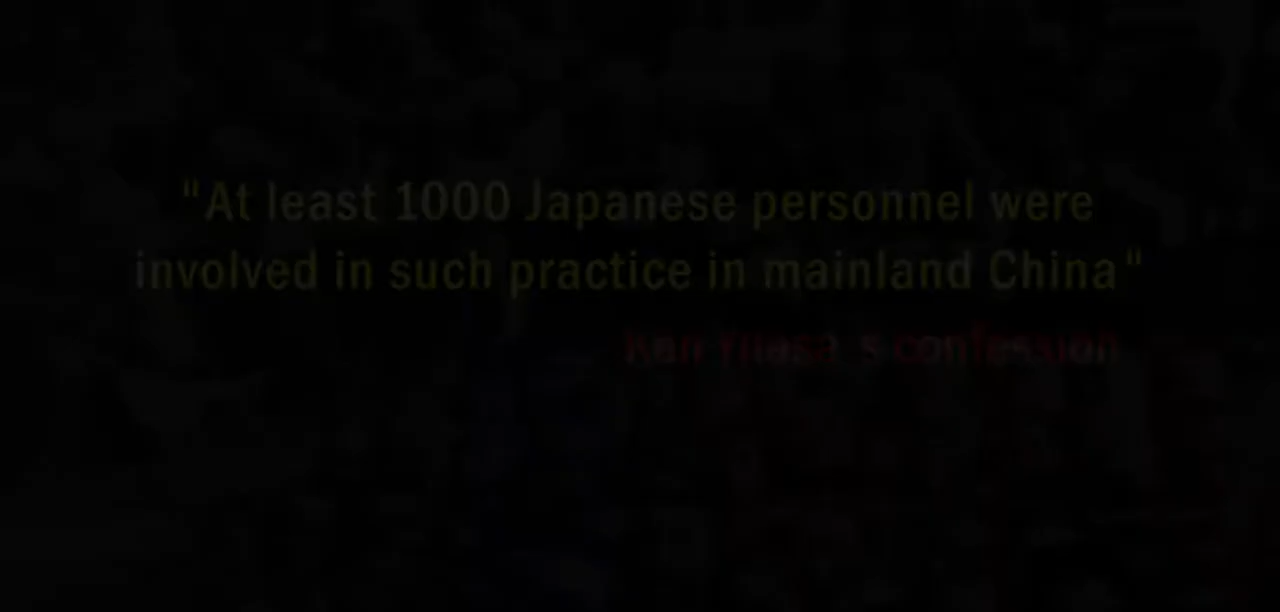 "At least 1000 Japanese personnel were
involved in such practice in mainland China"
Ken Yuasa 's confession